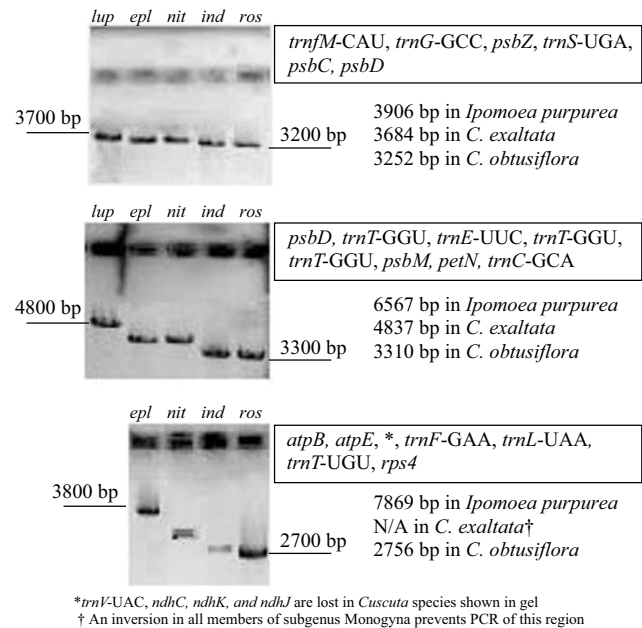 lup epl nit ind ros
trnfM-CAU, trnG-GCC, psbZ, trnS-UGA,
psbC, psbD
3700 bp
3200 bp
3906 bp in Ipomoea purpurea
3684 bp in C. exaltata
3252 bp in C. obtusiflora
lup epl nit ind ros
psbD, trnT-GGU, trnE-UUC, trnT-GGU,
trnT-GGU, psbM, petN, trnC-GCA
4800 bp
3300 bp
6567 bp in Ipomoea purpurea
4837 bp in C. exaltata
3310 bp in C. obtusiflora
epl nit ind ros
atpB, atpE, *, trnF-GAA, trnL-UAA,
trnT-UGU, rps4
3800 bp
2700 bp
7869 bp in Ipomoea purpurea
N/A in C. exaltata†
2756 bp in C. obtusiflora
*trnV-UAC, ndhC, ndhK, and ndhJ are lost in Cuscuta species shown in gel
† An inversion in all members of subgenus Monogyna prevents PCR of this region